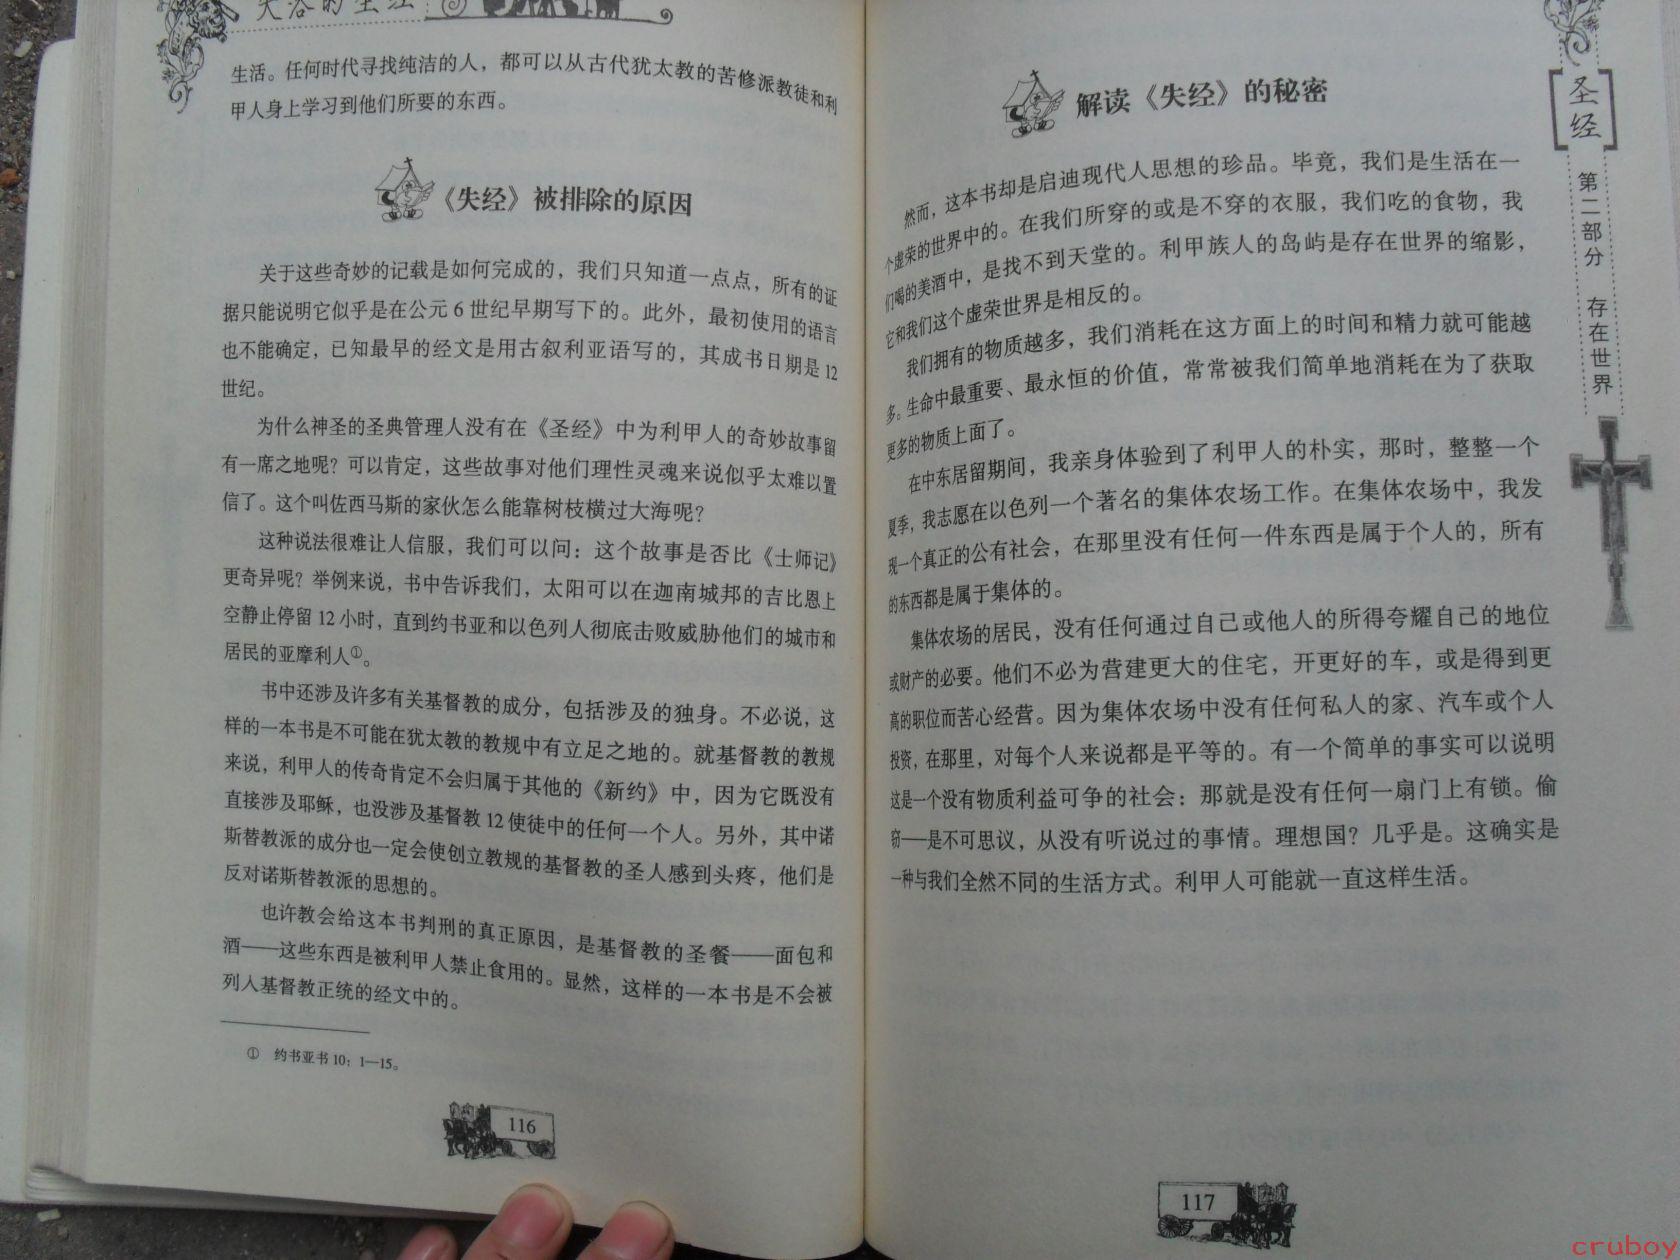 生活。任何时代寻找纯洁的人，都可以从古代犹太教的苦修派教徒和利
甲人身上学习到他们所要的东西。
《失经》被排除的原因
关于这些奇妙的记载是如何完成的，我们只知道一点点，所有的证
据只能说明它似乎是在公元6世纪早期写下的。此外，最初使用的语言
也不能确定，已知最早的经文是用古叙利亚语写的，其成书日期是12
世纪。
为什么神圣的圣典管理人没有在《圣经》中为利甲人的奇妙故事留
有一席之地呢？可以肯定，这些故事对他们理性灵魂来说似乎太难以置
信了。这个叫佐西马斯的家伙怎么能靠树枝横过大海呢？
这种说法很难让人信服，我们可以问：这个故事是否比《士师记》
更奇异呢？举例来说，书中告诉我们，太阳可以在迦南城邦的吉比恩上
空静止停留12小时，直到约书亚和以色列人彻底击败威胁他们的城市和
居民的亚摩利人①。
书中还涉及许多有关基督教的成分，包括涉及的独身。不必说，这
样的一本书是不可能在犹太教的教规中有立足之地的。就基督教的教规
来说，利甲人的传奇肯定不会归属于其他的《新约》中，因为它既没有
直接涉及耶稣，也没涉及基督教12使徒中的任何一个人。另外，其中诺
斯替教派的成分也一定会使创立教规的基督教的圣人感到头疼，他们是
反对诺斯替教派的思想的。
也许教会给这本书判刑的真正原因，是基督教的圣餐——面包和
酒——这些东西是被利甲人禁止食用的。显然，这样的一本书是不会被
列入基督教正统的经文中的。
① 约书亚书10：1—15。
116
解读《失经》的秘密
然而，这本书却是启迪现代人思想的珍品。毕竟，我们是生活在一
个虚荣的世界中的。在我们所穿的或是不穿的衣服，我们吃的食物，我
们喝的美酒中，是找不到天堂的。利甲族人的岛屿是存在世界的缩影，
它和我们这个虚荣世界是相反的。
我们拥有的物质越多，我们消耗在这方面上的时间和精力就可能越
多。生命中最重要、最永恒的价值，常常被我们简单地消耗在为了获取
更多的物质上面了。
在中东居留期间，我亲身体验到了利甲人的朴实，那时，整整一个
夏季，我志愿在以色列一个著名的集体农场工作。在集体农场中，我发
现一个真正的公有社会，在那里没有任何一件东西是属于个人的，所有
的东西都是属于集体的。
集体农场的居民，没有任何通过自己或他人的所得夸耀自己的地位
或财产的必要。他们不必为营建更大的住宅，开更好的车，或是得到更
高的职位而苦心经营。因为集体农场中没有任何私人的家、汽车或个人
投资，在那里，对每个人来说都是平等的。有一个简单的事实可以说明
这是一个没有物质利益可争的社会：那就是没有任何一扇门上有锁。偷
窃——是不可思议，从没有听说过的事情。理想国？几乎是。这确实是
一种与我们全然不同的生活方式。利甲人可能就一直这样生活。
117
圣经
第二部分 存在世界
cruboy